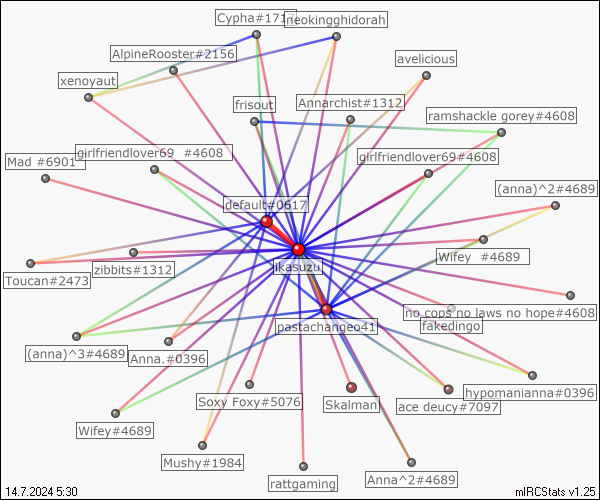 Cypha#1717
neokingghidorah
AlpineRooster#2156
avelicious
xenoyaut
frisout
Annarchist#1312
ramshackle gorey#4608
Mad #6901
girlfriendlover69 #4608
girlfriendlover69#4608
(anna)^2#4689
default#0617
Wifey #4689
ikasuzu
zibbits#1312
Toucan#2473
no cops no laws no hope#4608
fakedingo
pastachangeo41
(anna)^3#4689
Anna.#0396
hypomanianna#0396
Soxy Foxy#5076
Skalman
ace deucy#7097
Wifey#4689
Mushy#1984
rattgaming
Anna^2#4689
14.7.2024 5:30
mIRCStats v1.25